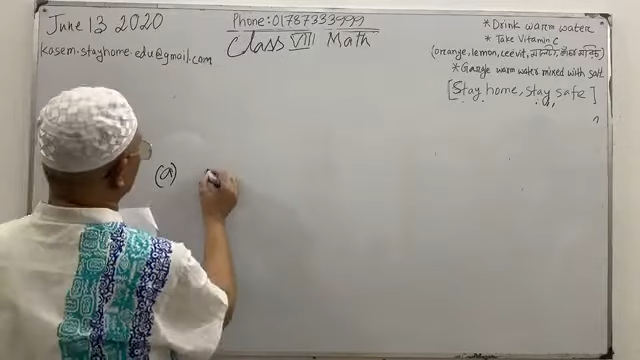 June 13 2020
kasem.stayhome.edu@gmail.com
Phone:01787333999
Class VIII Math
* Drink warm water
* Take Vitamin C
(orrange, lemon, ceevit,
* Gargle warm water mixed with salt
[Stay home, stay safe]
(a)